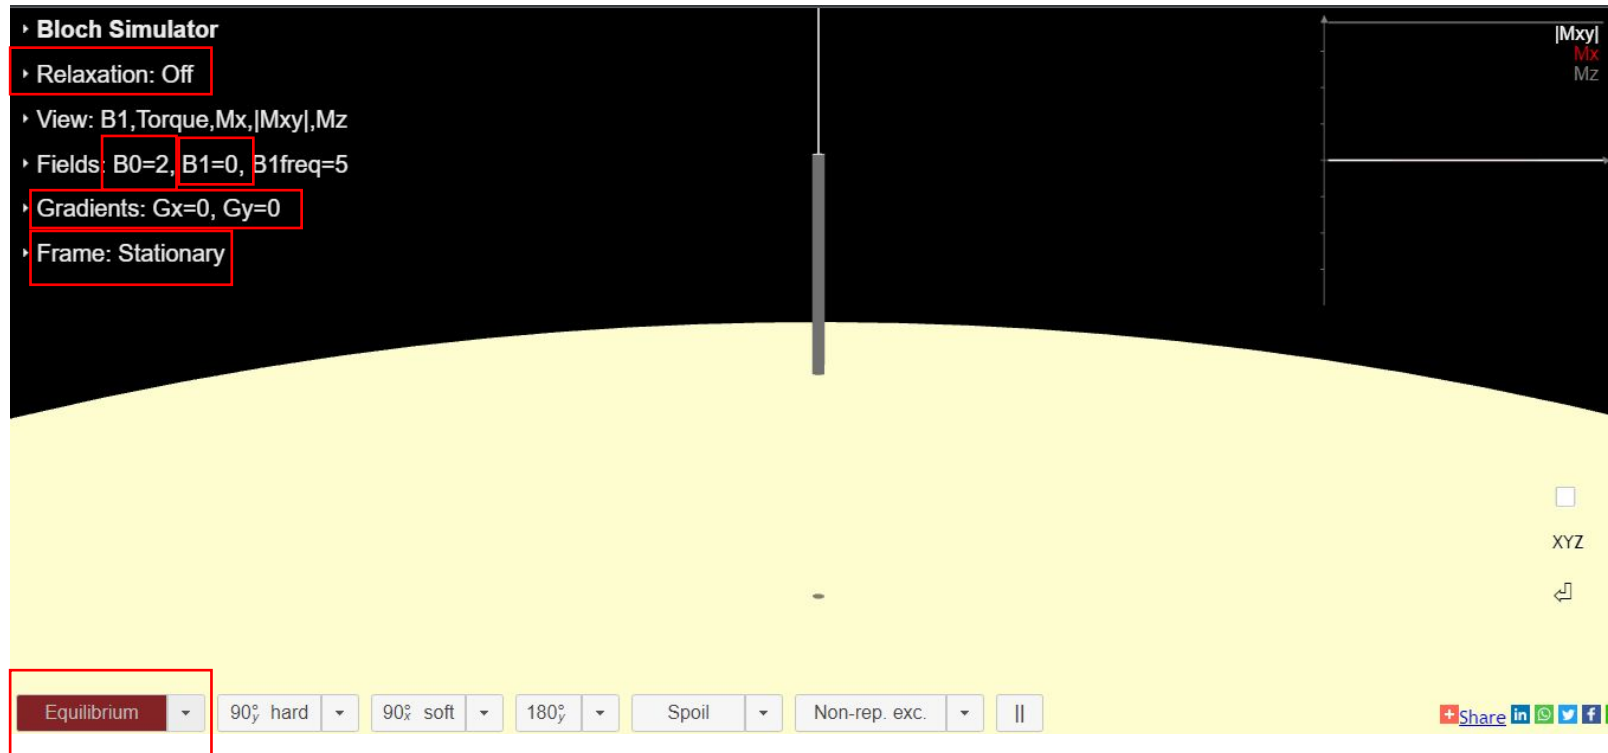 Bloch Simulator
Relaxation: Off
View: B1,Torque,Mx,|Mxy|,Mz
Fields: B0=2, B1=0, B1freq=5
Gradients: Gx=0, Gy=0
Frame: Stationary
|Mxy|
Mx
Mz
XYZ
Equilibrium
90°y hard
90°x soft
180°y
Spoil
Non-rep. exc.
||
Share